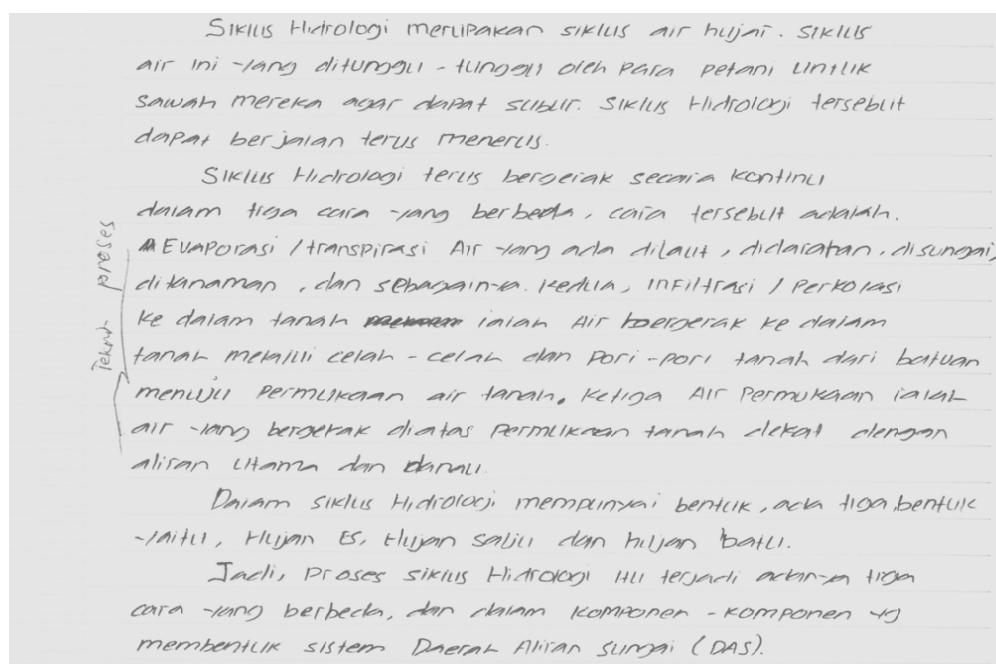 Siklus Hidrologi merupakan siklus air hujan. siklus
air ini yang ditunggu-tunggu oleh para petani untuk
sawah mereka agar dapat subur. Siklus Hidrologi tersebut
dapat berjalan terus menerus.
Siklus Hidrologi terus bergerak secara kontinu
dalam tiga cara yang berbeda, cara tersebut adalah.
Evaporasi / transpirasi Air yang ada dilaut, didaratan, disungai,
ditanaman, dan sebagainya. Kedua, infiltrasi / Perkolasi
ke dalam tanah ialah Air bergerak ke dalam
tanah melalui celah-celah dan Pori-pori tanah dari batuan
menuju Permukaan air tanah. Ketiga Air Permukaan ialah
air yang bergerak diatas Permukaan tanah dekat dengan
aliran Utama dan danau.
Teknik proses
Dalam siklus Hidrologi mempunyai bentuk, ada tiga bentuk
yaitu, Hujan Es, Hujan salju dan hujan batu.
Jadi, Proses siklus Hidrologi itu terjadi adanya tiga
cara yang berbeda, dan dalam komponen-komponen yg
membentuk sistem Daerah Aliran Sungai (DAS).